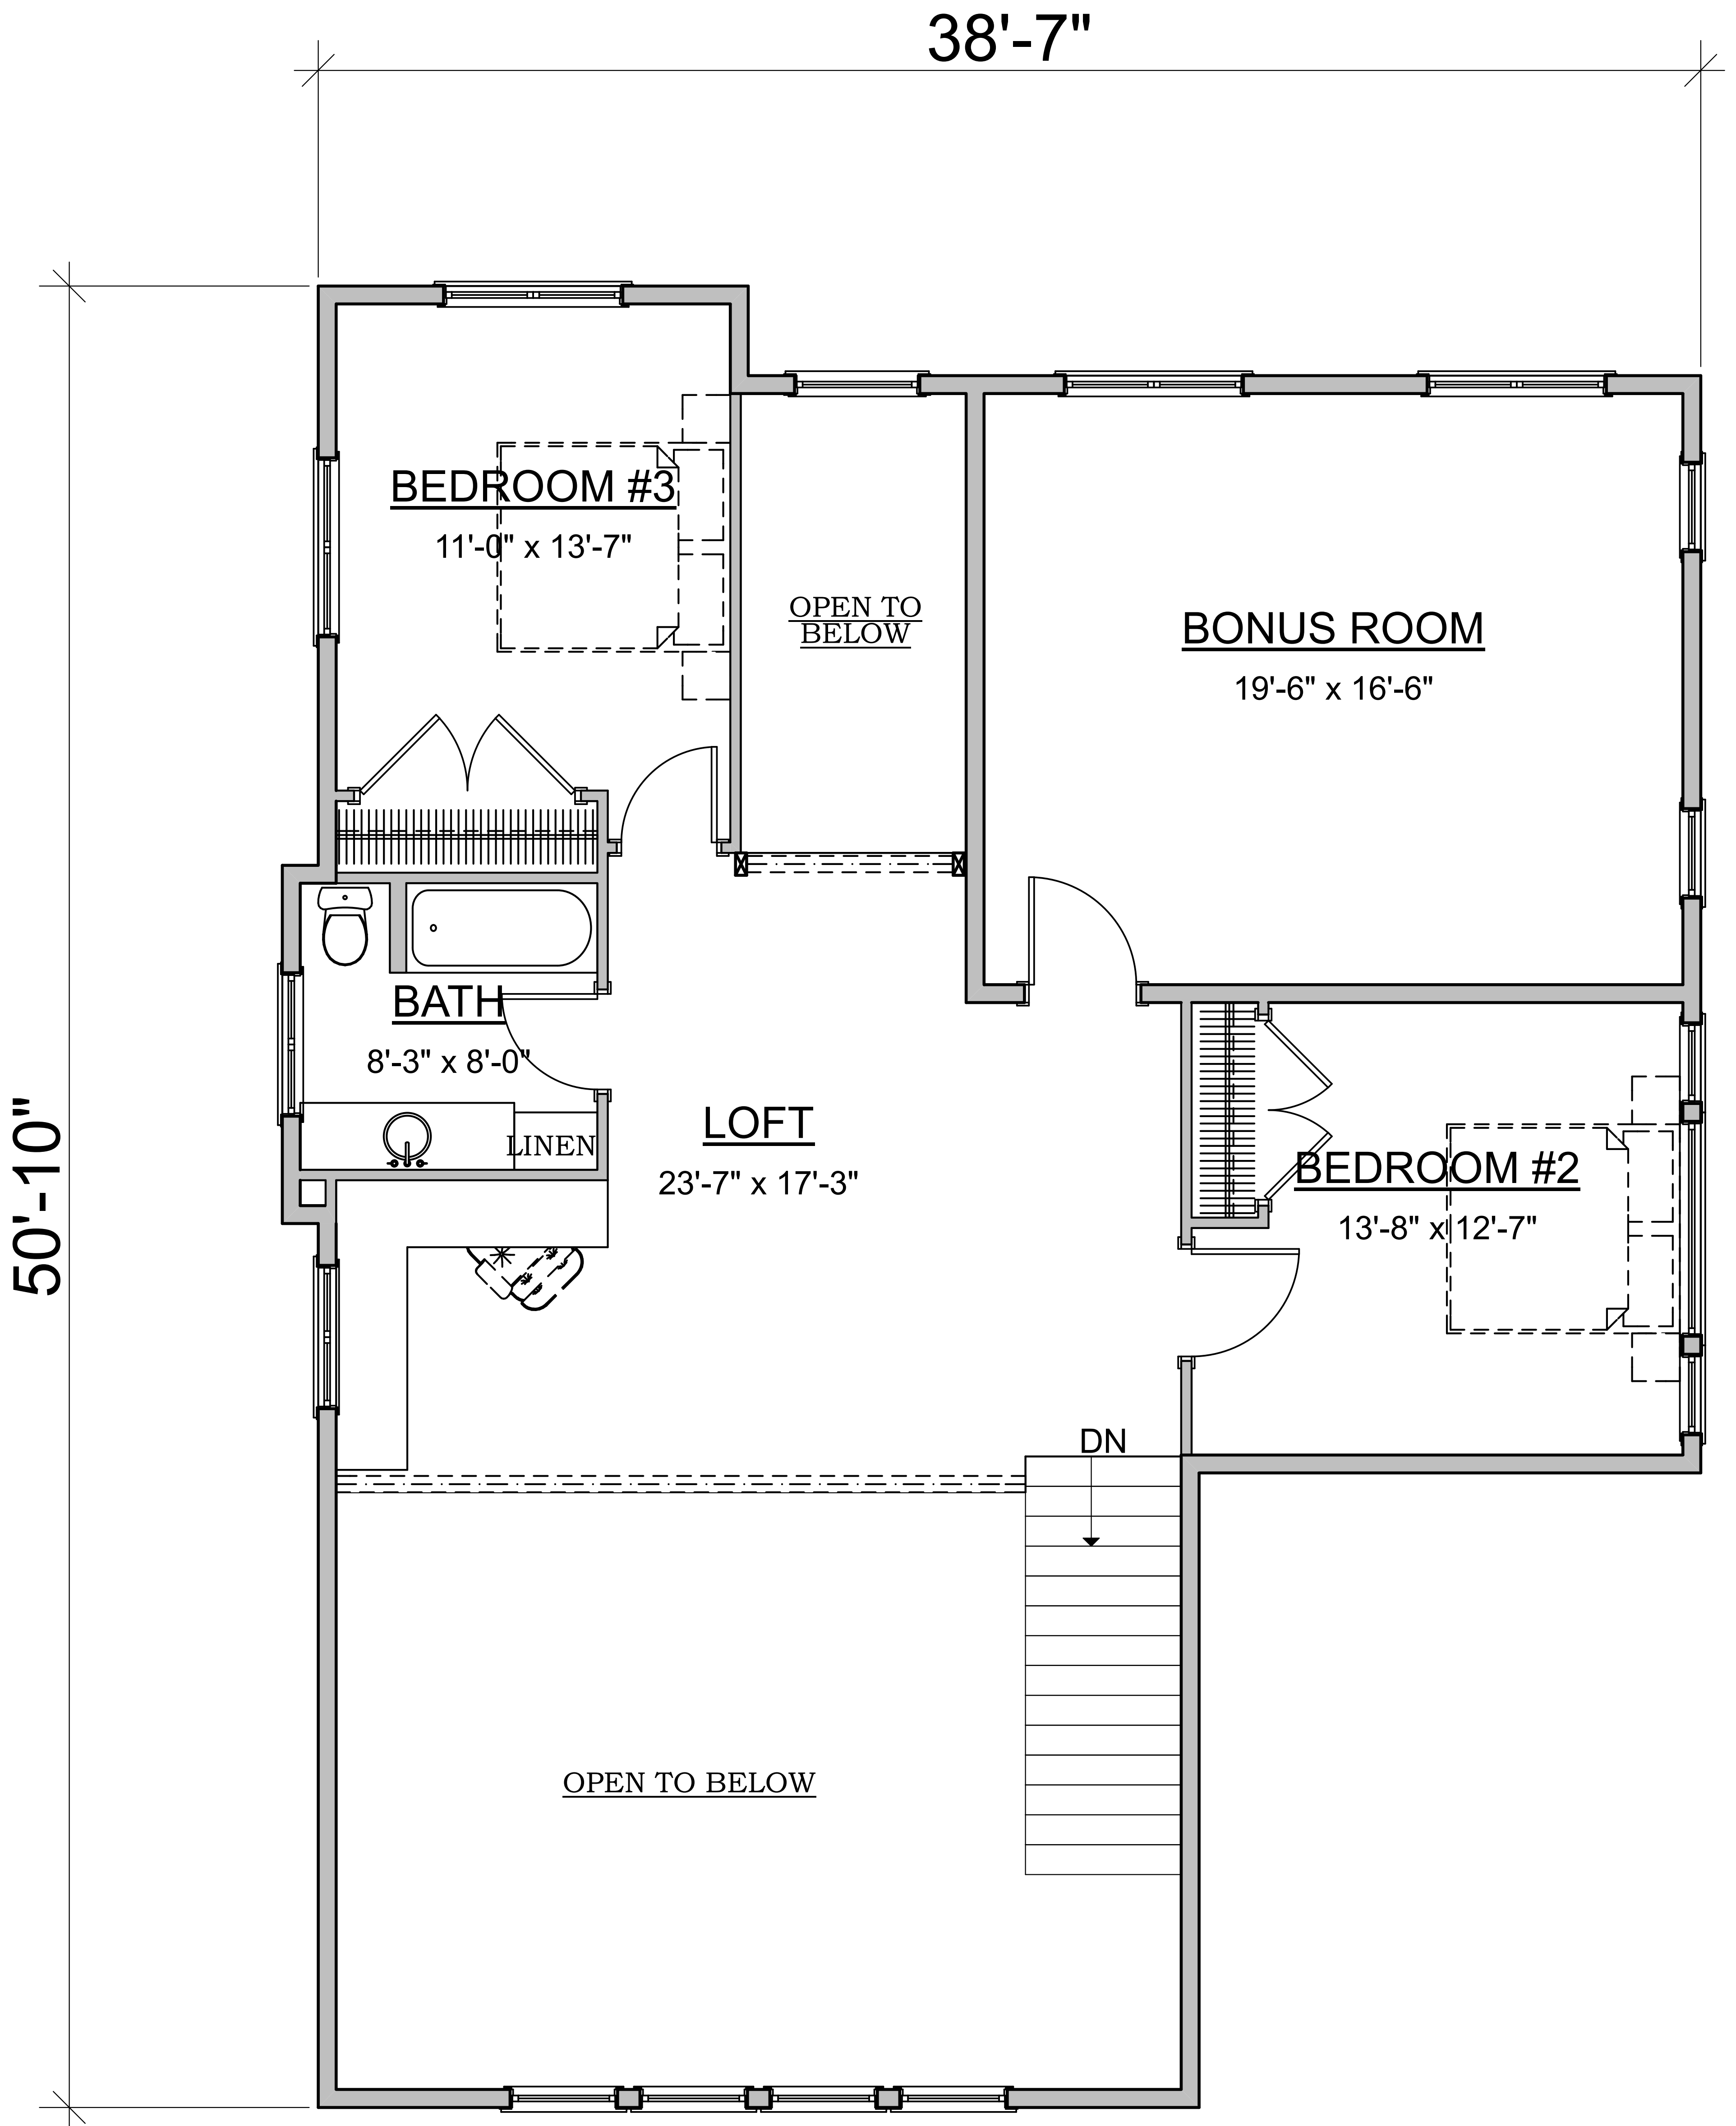 38'-7"
BEDROOM #3
11'-0" x 13'-7"
OPEN TO
BELOW
BONUS ROOM
19'-6" x 16'-6"
BATH
8'-3" x 8'-0"
LINEN
LOFT
23'-7" x 17'-3"
BEDROOM #2
13'-8" x 12'-7"
50'-10"
DN
OPEN TO BELOW